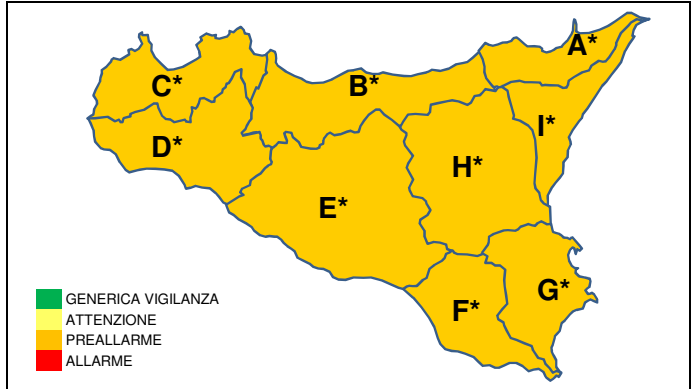 A*
C*
B*
I*
D*
H*
E*
G*
F*
GENERICA VIGILANZA
ATTENZIONE
PREALLARME
ALLARME